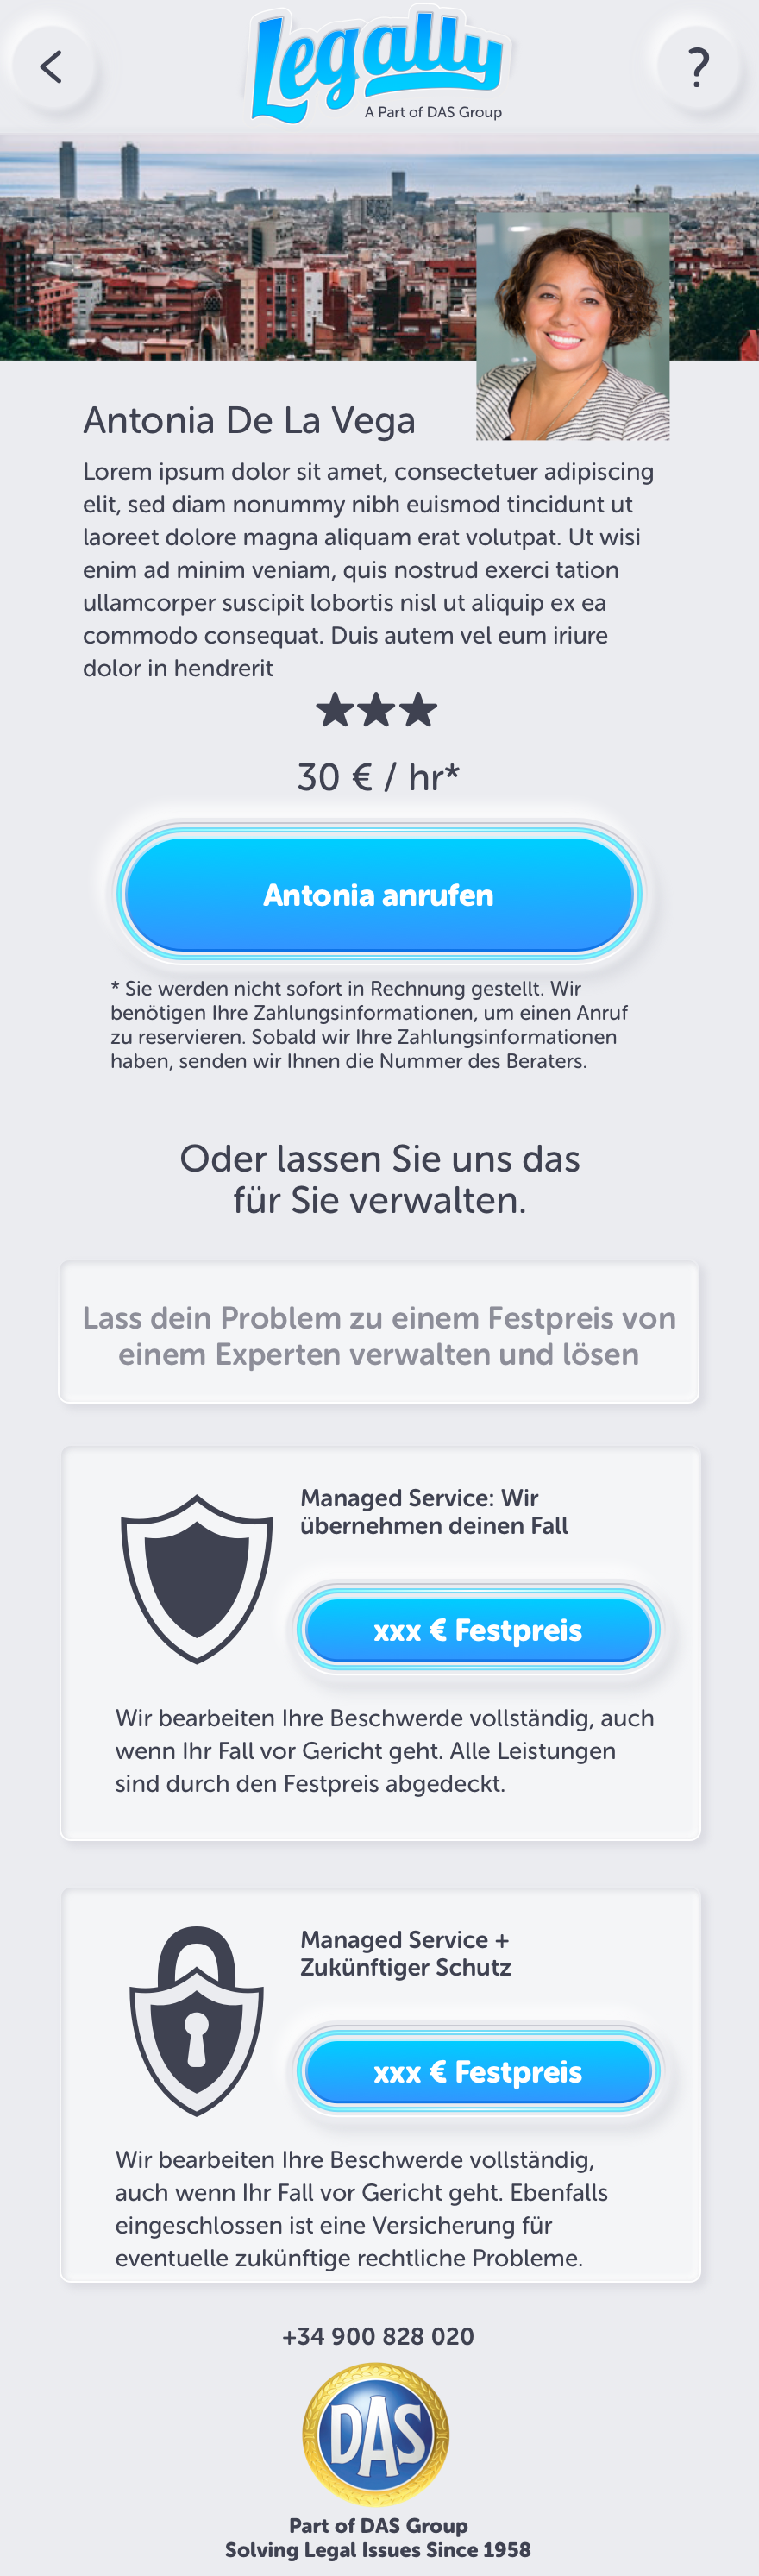 Legally
A Part of DAS Group
?
Antonia De La Vega
Lorem ipsum dolor sit amet, consectetuer adipiscing
elit, sed diam nonummy nibh euismod tincidunt ut
laoreet dolore magna aliquam erat volutpat. Ut wisi
enim ad minim veniam, quis nostrud exerci tation
ullamcorper suscipit lobortis nisl ut aliquip ex ea
commodo consequat. Duis autem vel eum iriure
dolor in hendrerit
30 € / hr*
Antonia anrufen
* Sie werden nicht sofort in Rechnung gestellt. Wir
benötigen Ihre Zahlungsinformationen, um einen Anruf
zu reservieren. Sobald wir Ihre Zahlungsinformationen
haben, senden wir Ihnen die Nummer des Beraters.
Oder lassen Sie uns das
für Sie verwalten.
Lass dein Problem zu einem Festpreis von
einem Experten verwalten und lösen
Managed Service: Wir
übernehmen deinen Fall
xxx € Festpreis
Wir bearbeiten Ihre Beschwerde vollständig, auch
wenn Ihr Fall vor Gericht geht. Alle Leistungen
sind durch den Festpreis abgedeckt.
Managed Service +
Zukünftiger Schutz
xxx € Festpreis
Wir bearbeiten Ihre Beschwerde vollständig,
auch wenn Ihr Fall vor Gericht geht. Ebenfalls
eingeschlossen ist eine Versicherung für
eventuelle zukünftige rechtliche Probleme.
+34 900 828 020
DAS
Part of DAS Group
Solving Legal Issues Since 1958